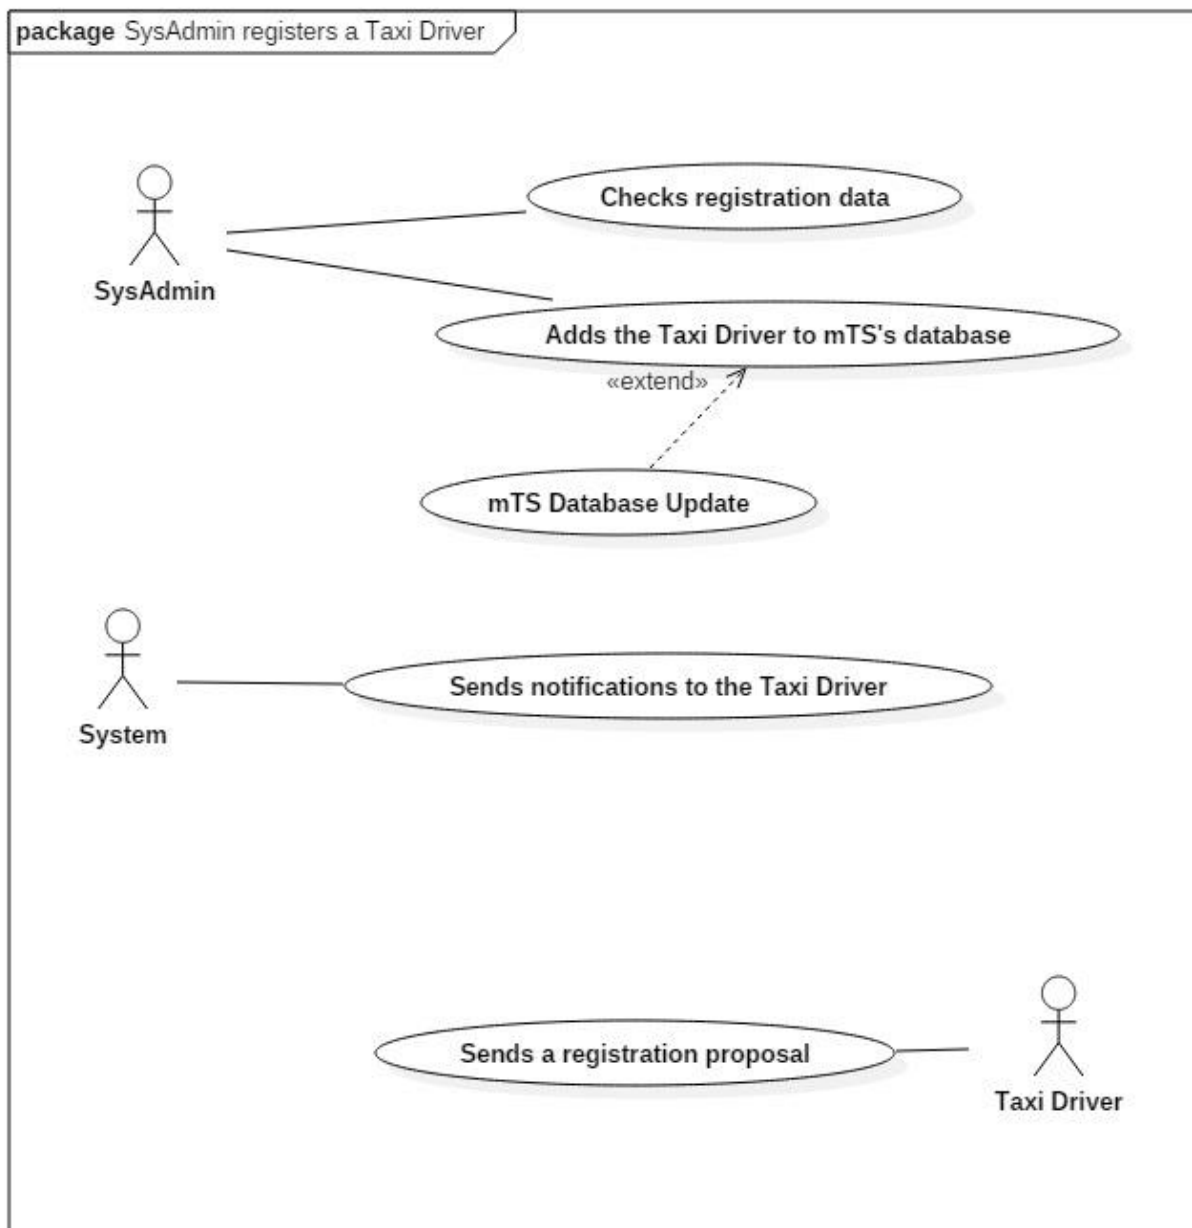 package SysAdmin registers a Taxi Driver
Checks registration data
SysAdmin
Adds the Taxi Driver to mTS's database
«extend»
mTS Database Update
Sends notifications to the Taxi Driver
System
Sends a registration proposal
Taxi Driver